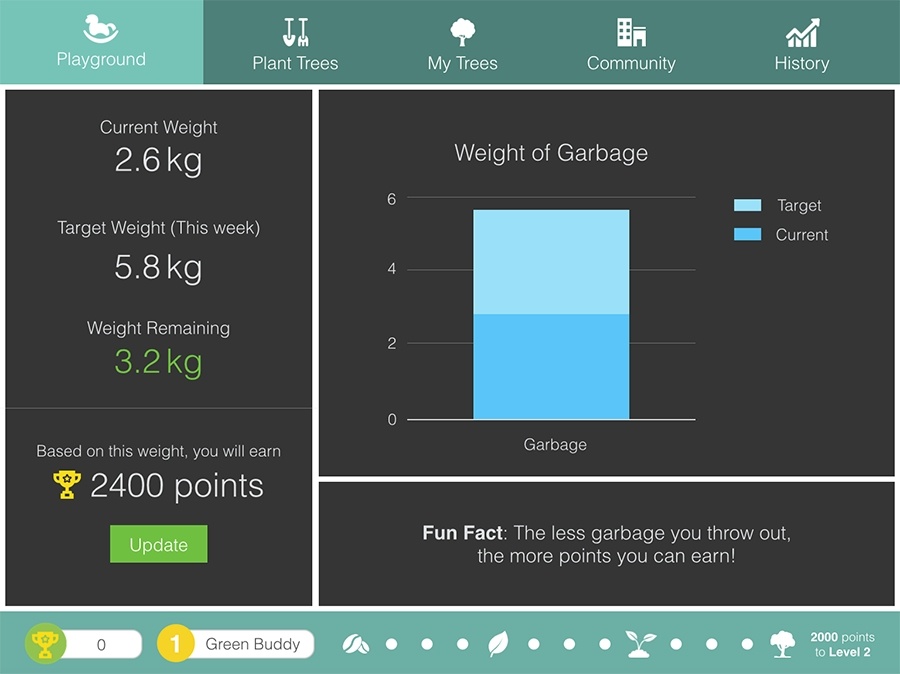 Playground
Plant Trees
My Trees
Community
History
Current Weight
2.6 kg
Target Weight (This week)
5.8 kg
Weight Remaining
3.2 kg
Based on this weight, you will earn
2400 points
Update
Weight of Garbage
6
4
2
0
Garbage
Target
Current
Fun Fact: The less garbage you throw out,
the more points you can earn!
0
1
Green Buddy
2000 points
to Level 2